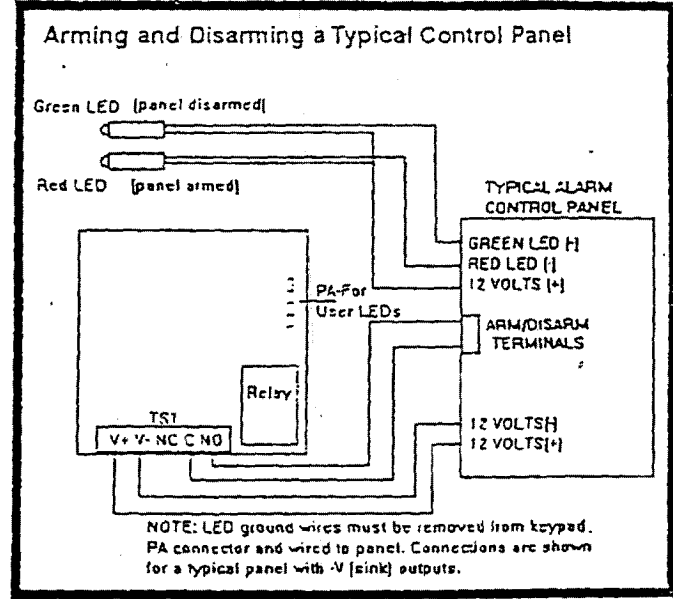 Arming and Disarming a Typical Control Panel
Green LED [panel disarmed[
Red LED [panel armed]
TYPICAL ALARM
CONTROL PANEL
GREEN LED [-]
RED LED [-]
12 VOLTS [+]
PA-For
User LEDs
ARM/DISARM
TERMINALS
Relay
TS1
V+ V- NC C NO
12 VOLTS[-]
12 VOLTS[+]
NOTE: LED ground wires must be removed from keypad.
PA connector and wired to panel. Connections are shown
for a typical panel with -V [sink] outputs.